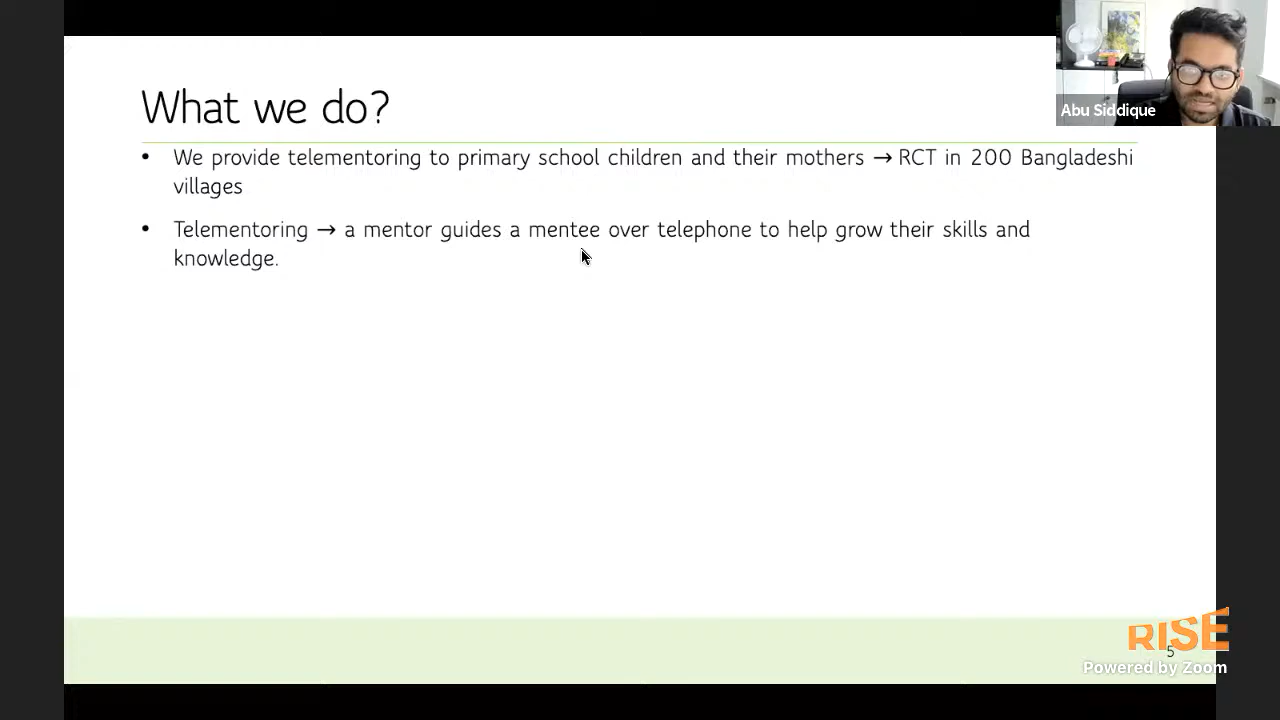 What we do?
Abu Siddique
• We provide telementoring to primary school children and their mothers → RCT in 200 Bangladeshi
villages
• Telementoring → a mentor guides a mentee over telephone to help grow their skills and
knowledge.
RISE
5
Powered by Zoom